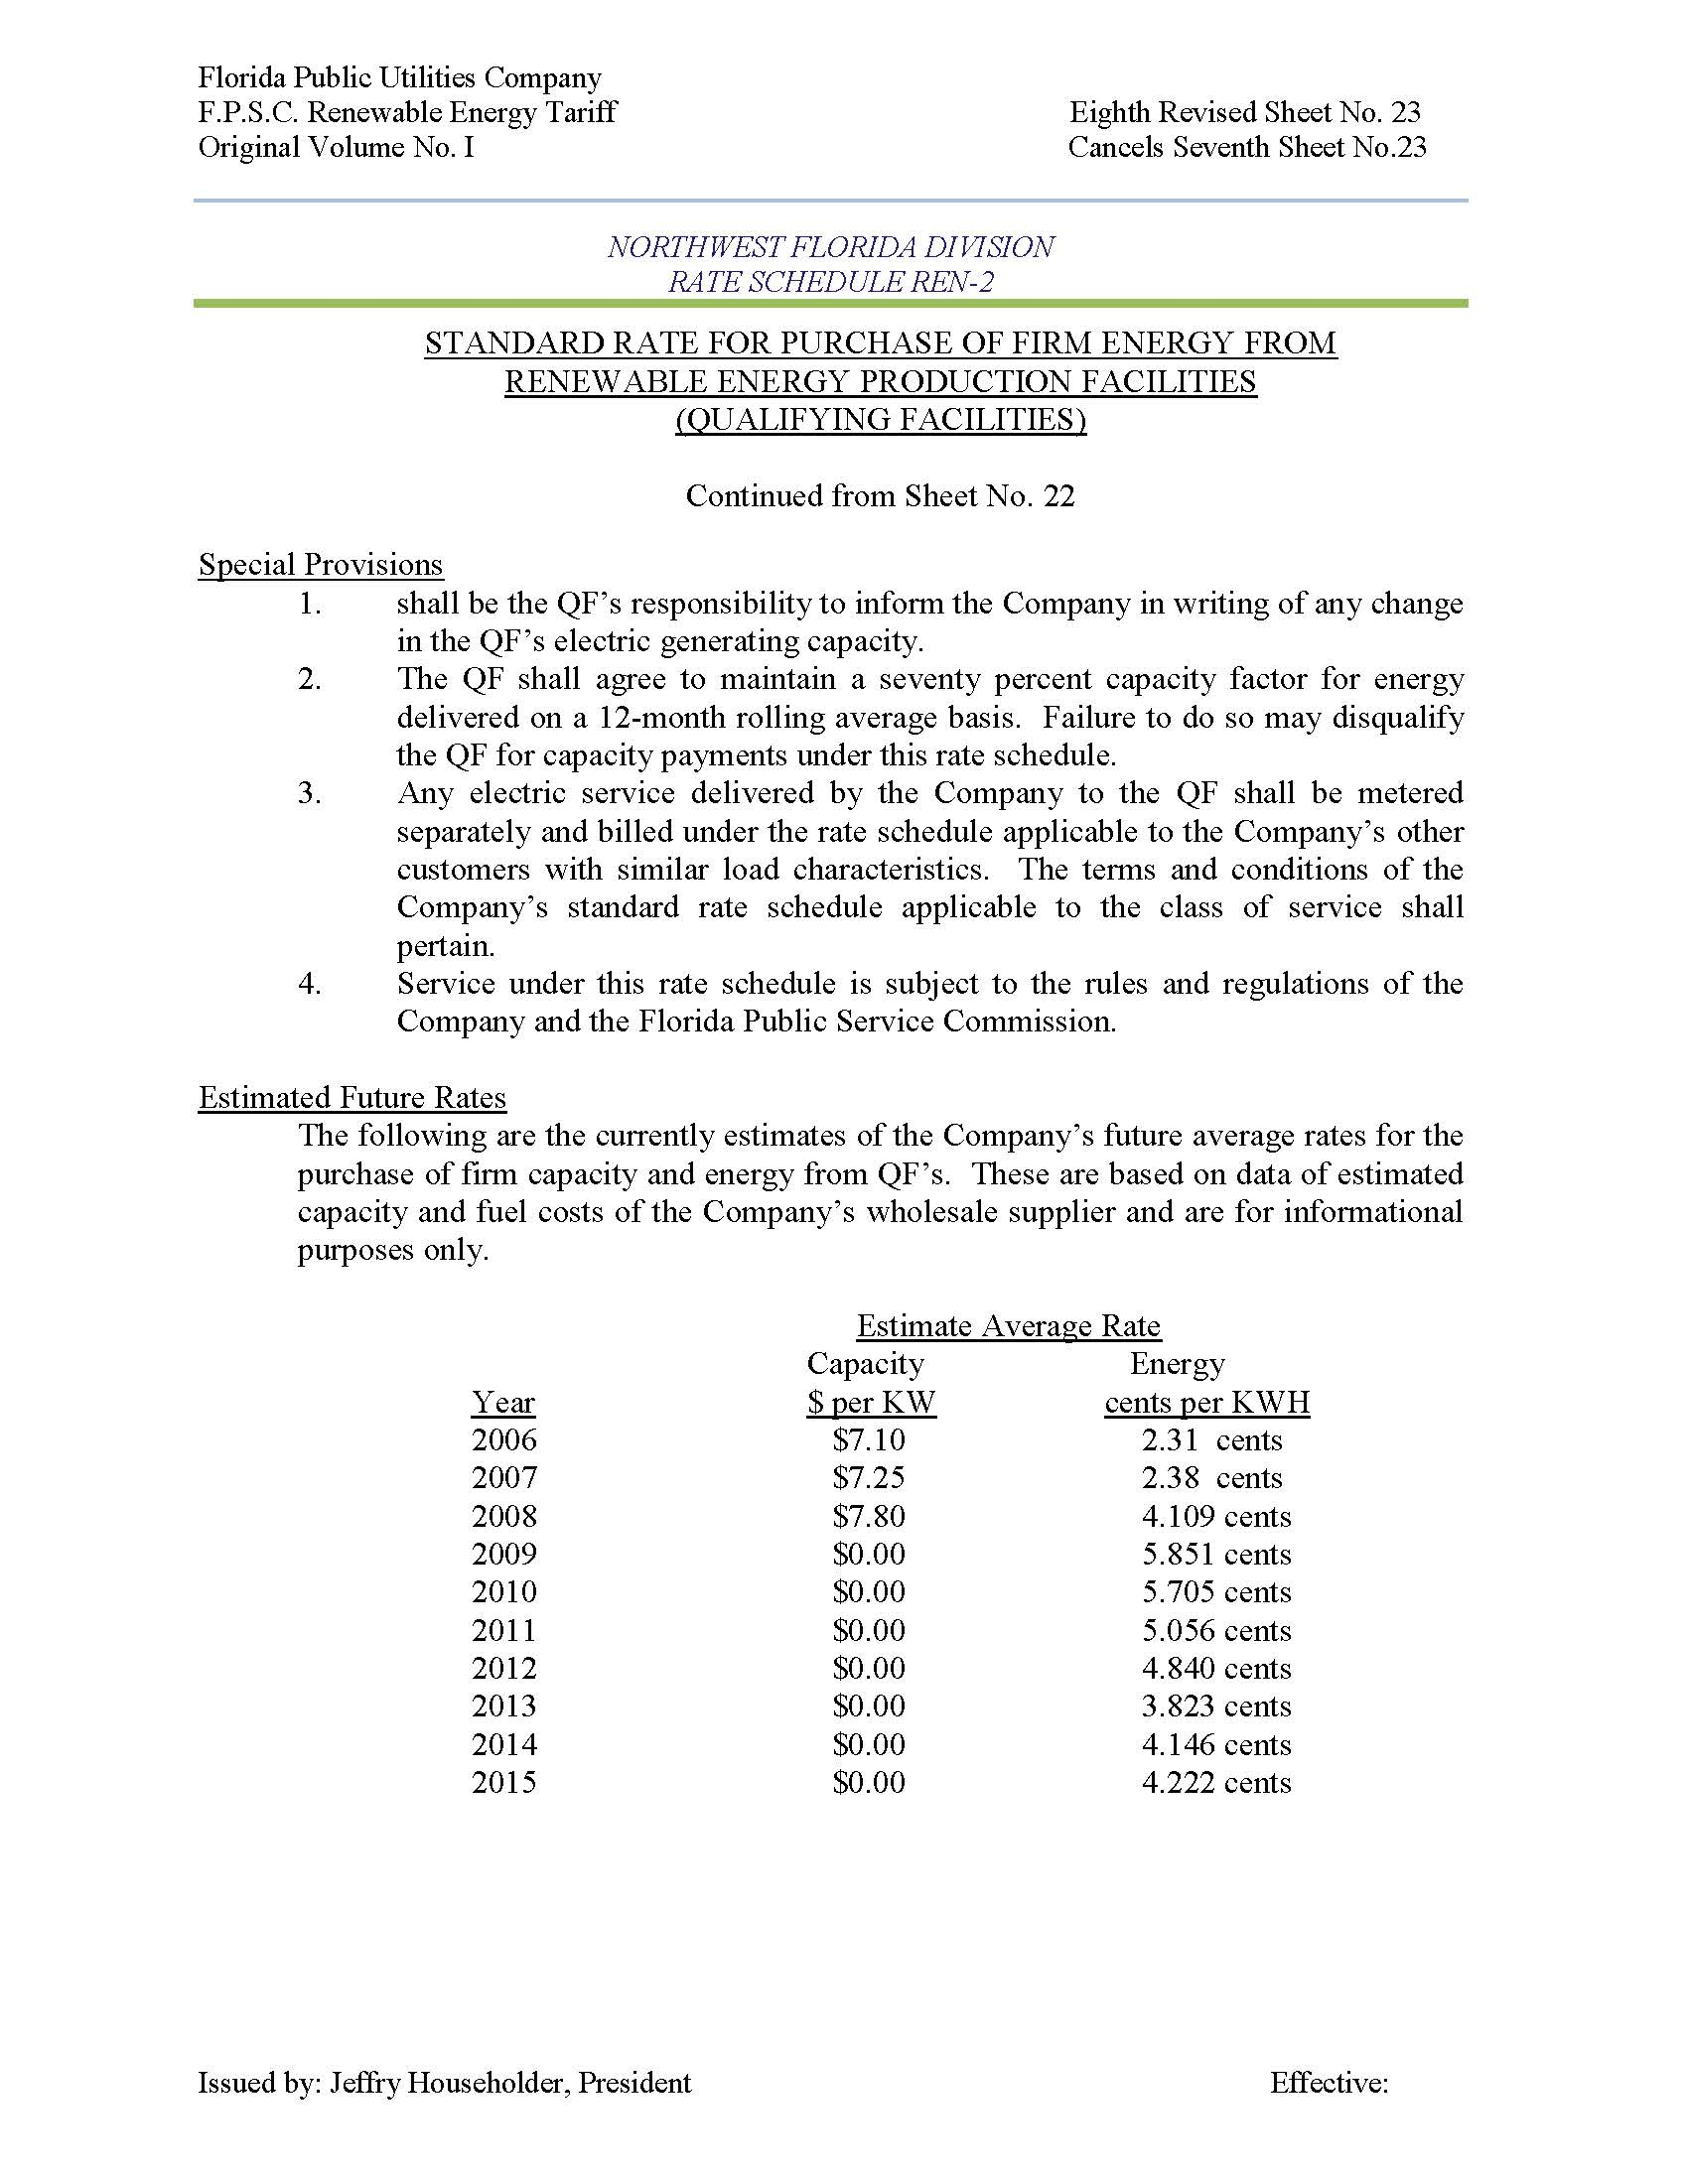 Florida Public Utilities Company
F.P.S.C. Renewable Energy Tariff Eighth Revised Sheet No. 23
Original Volume No. I Cancels Seventh Sheet No.23
NORTHWEST FLORIDA DIVISION
RATE SCHEDULE REN-2
STANDARD RATE FOR PURCHASE OF FIRM ENERGY FROM
RENEWABLE ENERGY PRODUCTION FACILITIES
(QUALIFYING FACILITIES)
Continued from Sheet No. 22
Special Provisions
1. shall be the QF’s responsibility to inform the Company in writing of any change
in the QF’s electric generating capacity.
2. The QF shall agree to maintain a seventy percent capacity factor for energy
delivered on a 12-month rolling average basis. Failure to do so may disqualify
the QF for capacity payments under this rate schedule.
3. Any electric service delivered by the Company to the QF shall be metered
separately and billed under the rate schedule applicable to the Company’s other
customers with similar load characteristics. The terms and conditions of the
Company’s standard rate schedule applicable to the class of service shall
pertain.
4. Service under this rate schedule is subject to the rules and regulations of the
Company and the Florida Public Service Commission.
Estimated Future Rates
The following are the currently estimates of the Company’s future average rates for the
purchase of firm capacity and energy from QF’s. These are based on data of estimated
capacity and fuel costs of the Company’s wholesale supplier and are for informational
purposes only.
Estimate Average Rate
Capacity Energy
Year $ per KW cents per KWH
2006 $7.10 2.31 cents
2007 $7.25 2.38 cents
2008 $7.80 4.109 cents
2009 $0.00 5.851 cents
2010 $0.00 5.705 cents
2011 $0.00 5.056 cents
2012 $0.00 4.840 cents
2013 $0.00 3.823 cents
2014 $0.00 4.146 cents
2015 $0.00 4.222 cents
Issued by: Jeffry Householder, President Effective: